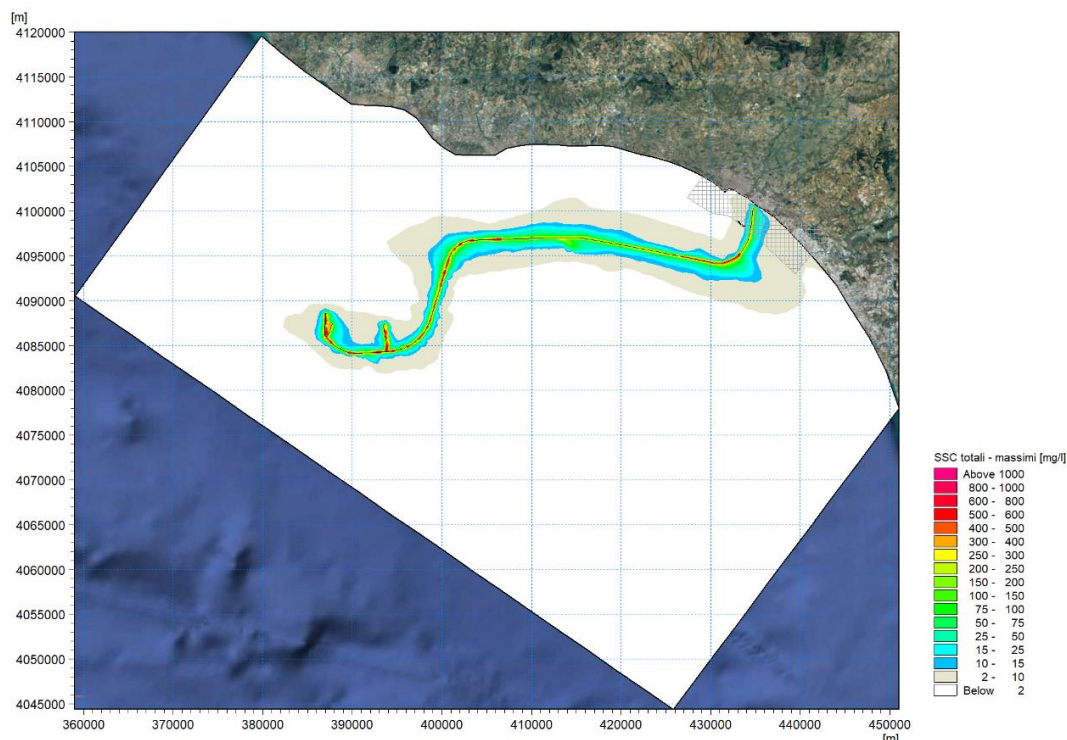 [m]
4120000
4115000
4110000
4105000
4100000
4095000
4090000
4085000
4080000
4075000
4070000
4065000
4060000
4055000
4050000
4045000
360000 370000 380000 390000 400000 410000 420000 430000 440000 450000
[m]
SSC totali - massimi [mg/l]
Above 1000
800 - 1000
600 - 800
500 - 600
400 - 500
300 - 400
250 - 300
200 - 250
150 - 200
100 - 150
75 - 100
50 - 75
25 - 50
15 - 25
10 - 15
2 - 10
Below 2